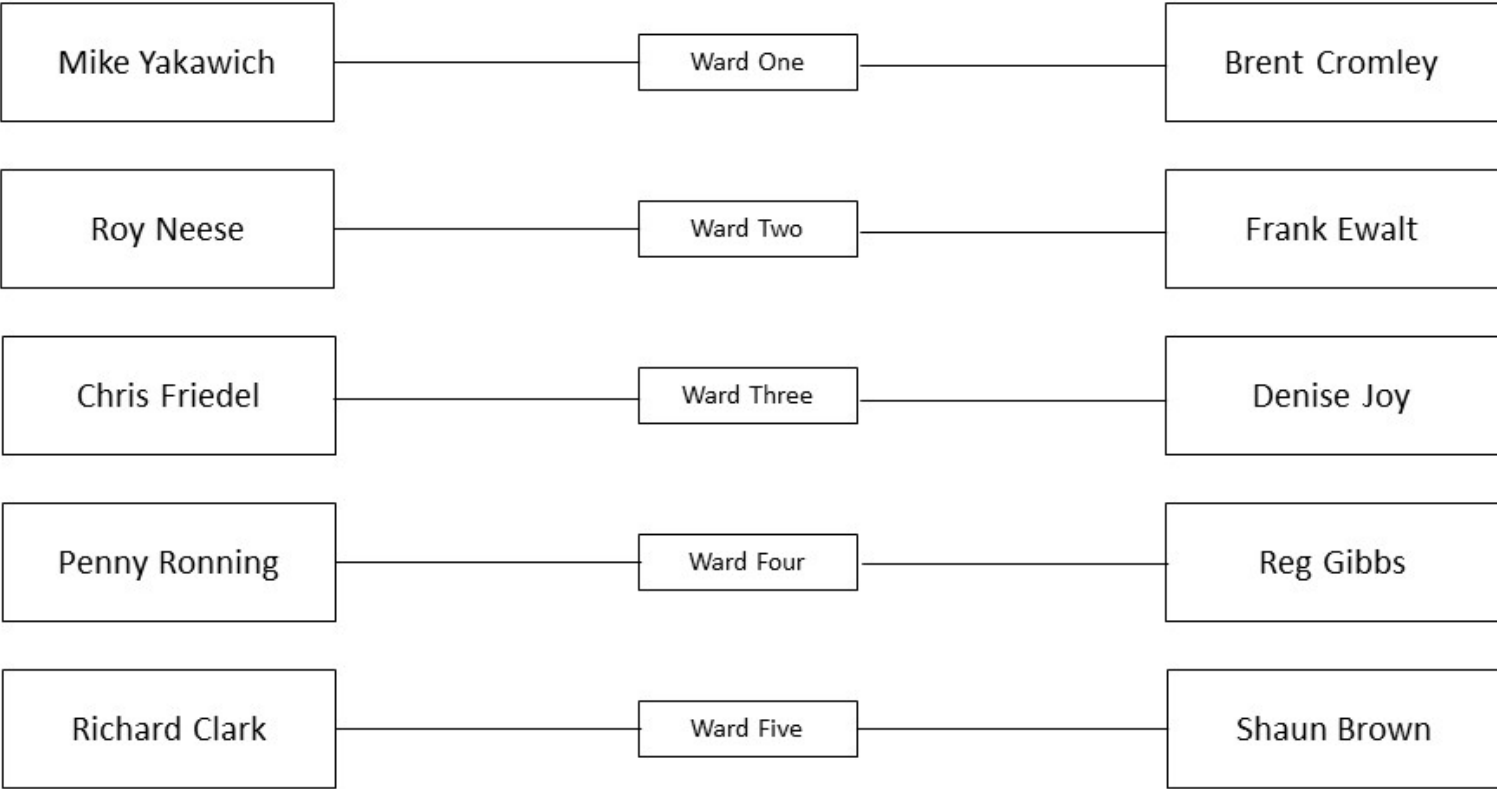 Mike Yakawich
Ward One
Brent Cromley
Roy Neese
Ward Two
Frank Ewalt
Chris Friedel
Ward Three
Denise Joy
Penny Ronning
Ward Four
Reg Gibbs
Richard Clark
Ward Five
Shaun Brown